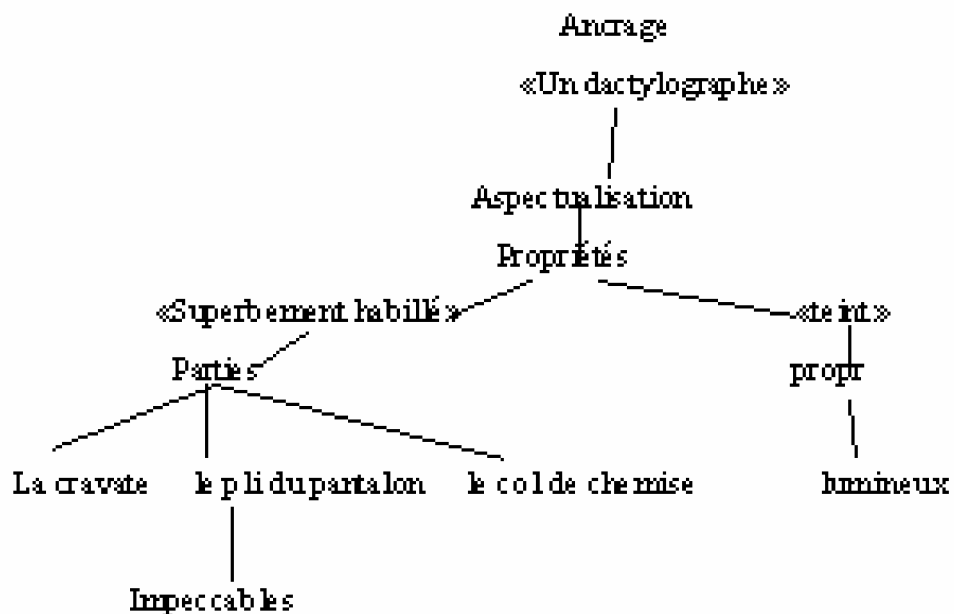 Ancrage
«Un dactylographe»
Aspectualisation
Propriétés
«Superbement habillé» «teint»
Parties propr
La cravate le pli du pantalon le col de chemise lumineux
Impeccables